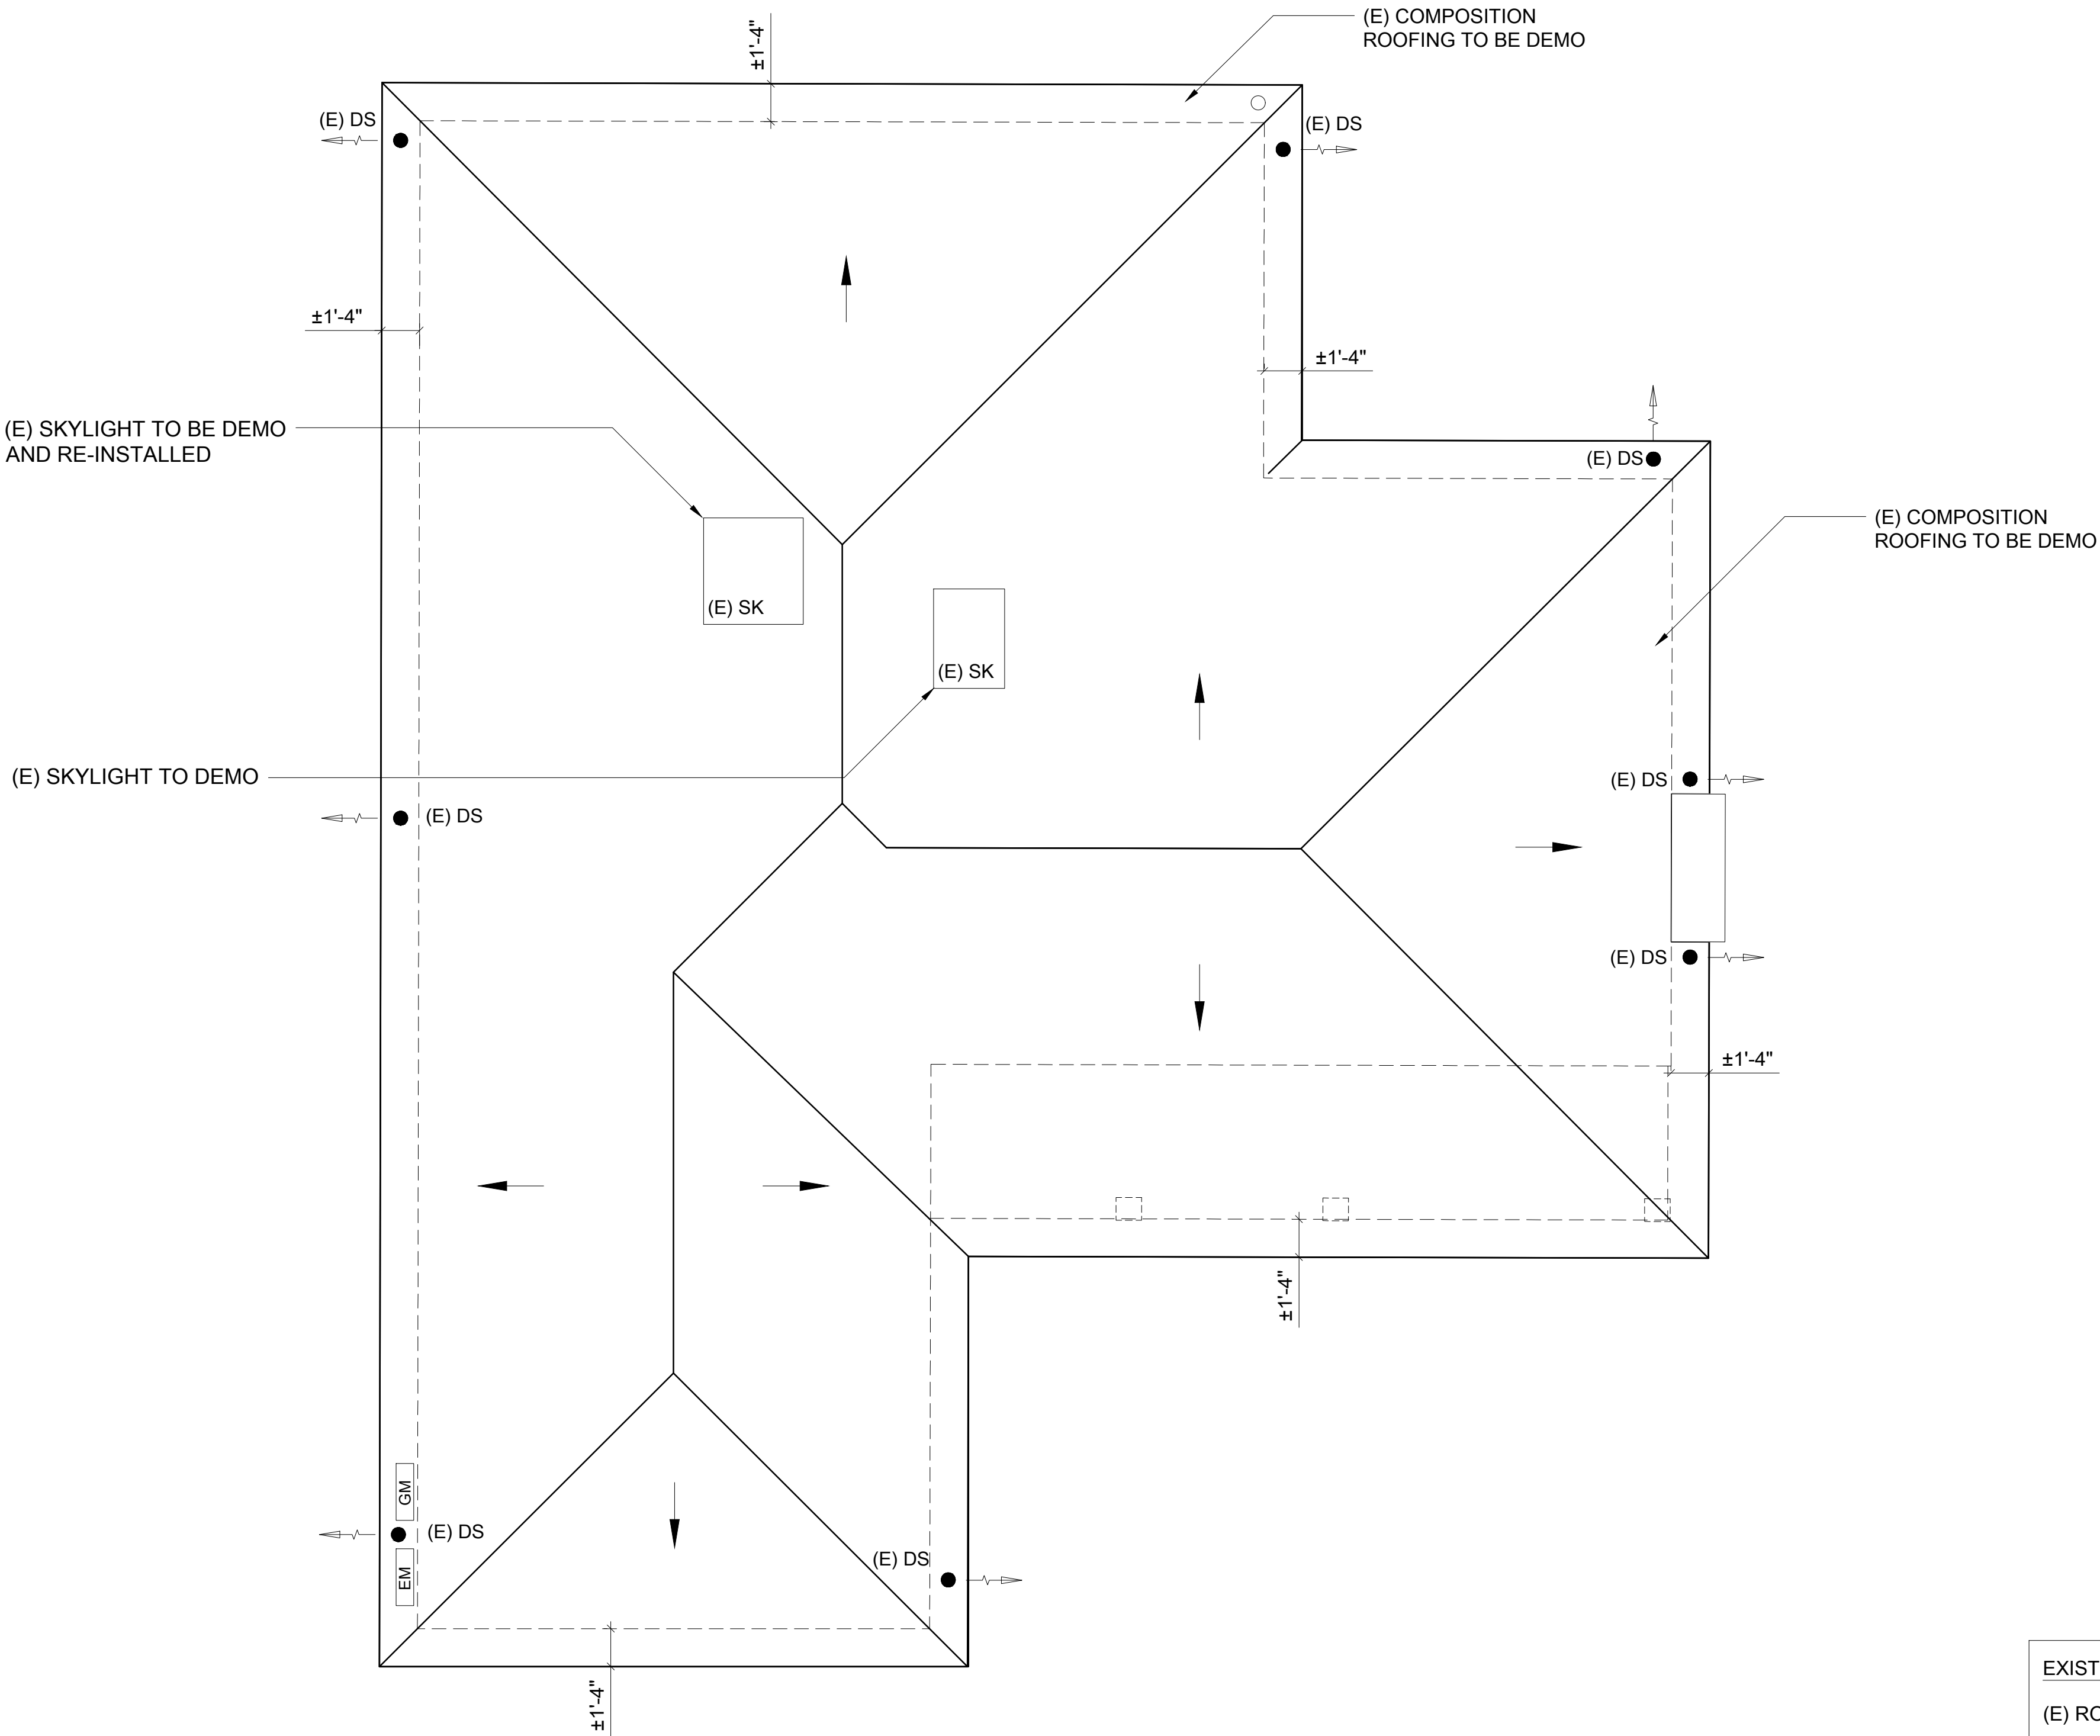 (E) COMPOSITION
ROOFING TO BE DEMO
±1'-4"
(E) DS
(E) DS
±1'-4"
±1'-4"
(E) SKYLIGHT TO BE DEMO
AND RE-INSTALLED
(E) DS
(E) COMPOSITION
ROOFING TO BE DEMO
(E) SK
(E) SK
(E) SKYLIGHT TO DEMO
(E) DS
(E) DS
(E) DS
±1'-4"
±1'-4"
GM
(E) DS
EM
(E) DS
±1'-4"
EXIST
(E) RO